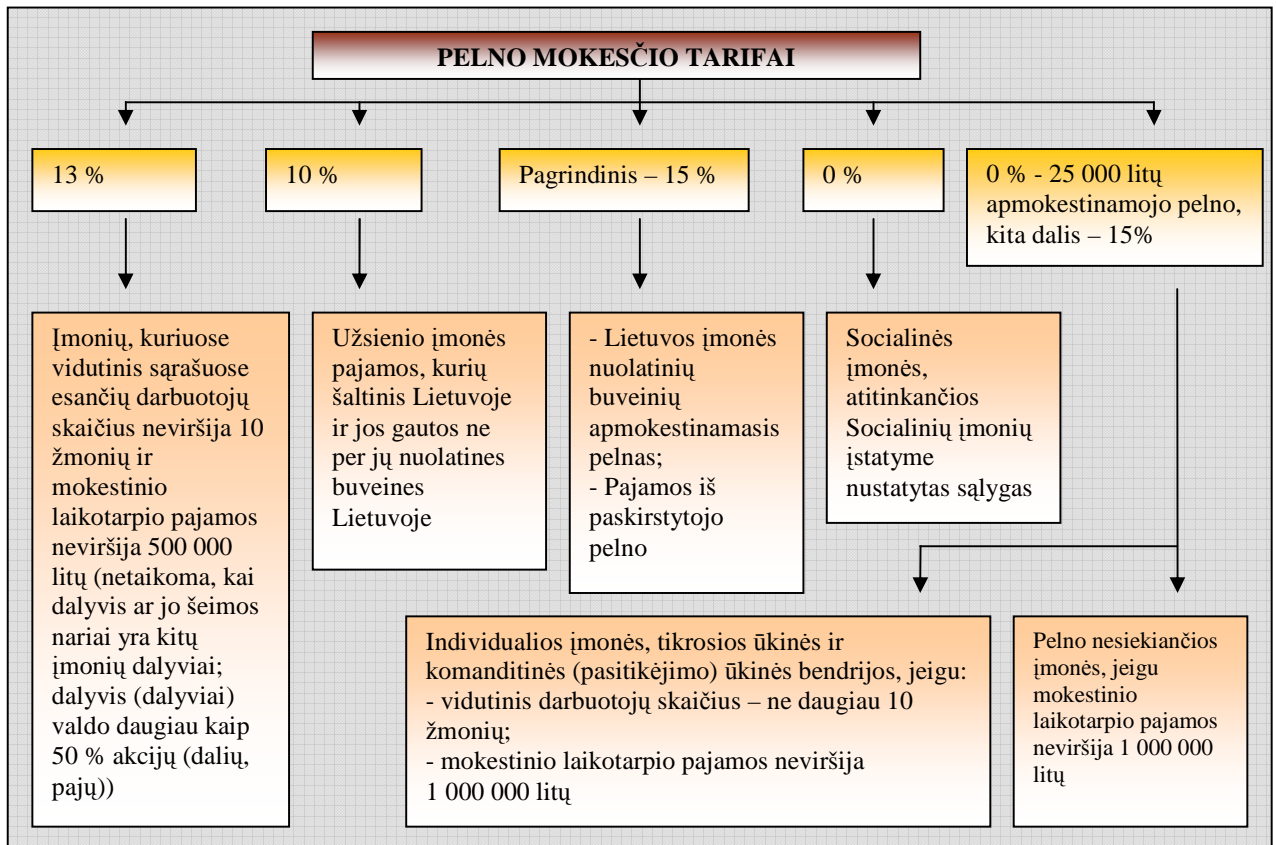 PELNO MOKESČIO TARIFAI
13 %
10 %
Pagrindinis – 15 %
0 %
0 % - 25 000 litų
apmokestinamojo pelno,
kita dalis – 15%
Įmonių, kuriuose
vidutinis sąrašuose
esančių darbuotojų
skaičius neviršija 10
žmonių ir
mokestinio
laikotarpio pajamos
neviršija 500 000
litų (netaikoma, kai
dalyvis ar jo šeimos
nariai yra kitų
įmonių dalyviai;
dalyvis (dalyviai)
valdo daugiau kaip
50 % akcijų (dalių,
pajų))
Užsienio įmonės
pajamos, kurių
šaltinis Lietuvoje
ir jos gautos ne
per jų nuolatines
buveines
Lietuvoje
- Lietuvos įmonės
nuolatinių
buveinių
apmokestinamasis
pelnas;
- Pajamos iš
paskirstytojo
pelno
Socialinės
įmonės,
atitinkančios
Socialinių įmonių
įstatyme
nustatytas sąlygas
Individualios įmonės, tikrosios ūkinės ir
komanditinės (pasitikėjimo) ūkinės bendrijos, jeigu:
- vidutinis darbuotojų skaičius – ne daugiau 10
žmonių;
- mokestinio laikotarpio pajamos neviršija
1 000 000 litų
Pelno nesiekiančios
įmonės, jeigu
mokestinio
laikotarpio pajamos
neviršija 1 000 000
litų